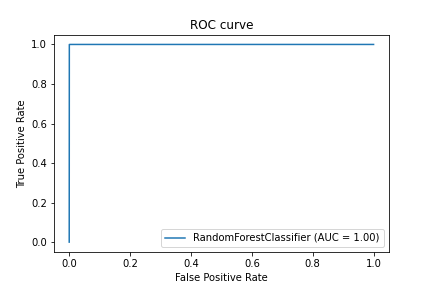 ROC curve
1.0
0.8
0.6
0.4
0.2
0.0
True Positive Rate
RandomForestClassifier (AUC = 1.00)
0.0 0.2 0.4 0.6 0.8 1.0
False Positive Rate